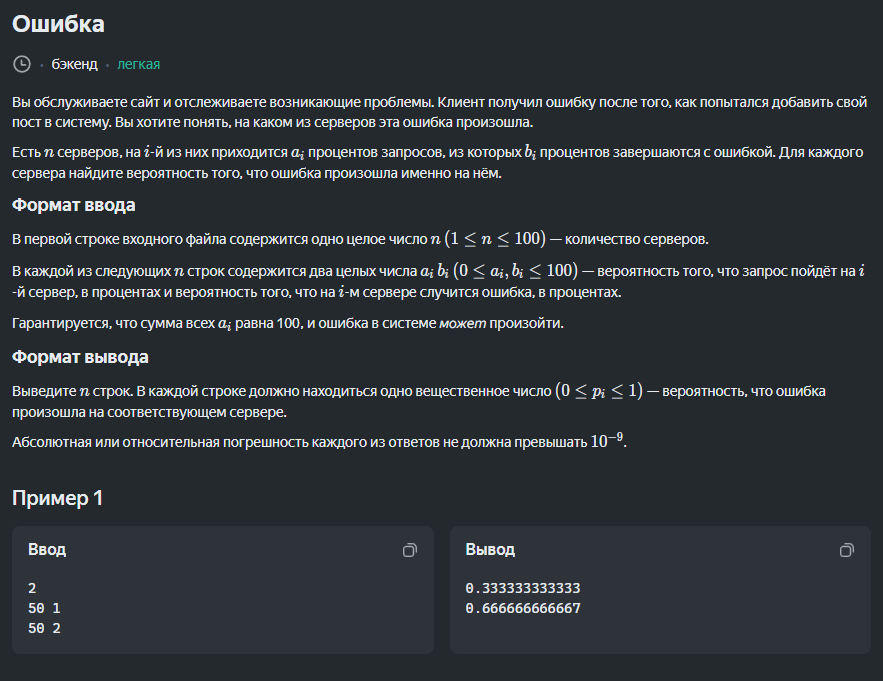 Ошибка
· бэкенд · легкая
Вы обслуживаете сайт и отслеживаете возникающие проблемы. Клиент получил ошибку после того, как попытался добавить свой
пост в систему. Вы хотите понять, на каком из серверов эта ошибка произошла.
Есть n серверов, на i-й из них приходится a_i процентов запросов, из которых b_i процентов завершаются с ошибкой. Для каждого
сервера найдите вероятность того, что ошибка произошла именно на нём.
Формат ввода
В первой строке входного файла содержится одно целое число n (1 ≤ n ≤ 100) — количество серверов.
В каждой из следующих n строк содержится два целых числа a_i b_i (0 ≤ a_i, b_i ≤ 100) — вероятность того, что запрос пойдёт на i
-й сервер, в процентах и вероятность того, что на i-м сервере случится ошибка, в процентах.
Гарантируется, что сумма всех a_i равна 100, и ошибка в системе может произойти.
Формат вывода
Выведите n строк. В каждой строке должно находиться одно вещественное число (0 ≤ p_i ≤ 1) — вероятность, что ошибка
произошла на соответствующем сервере.
Абсолютная или относительная погрешность каждого из ответов не должна превышать 10^−9.
Пример 1
Ввод
2
50 1
50 2
Вывод
0.333333333333
0.666666666667